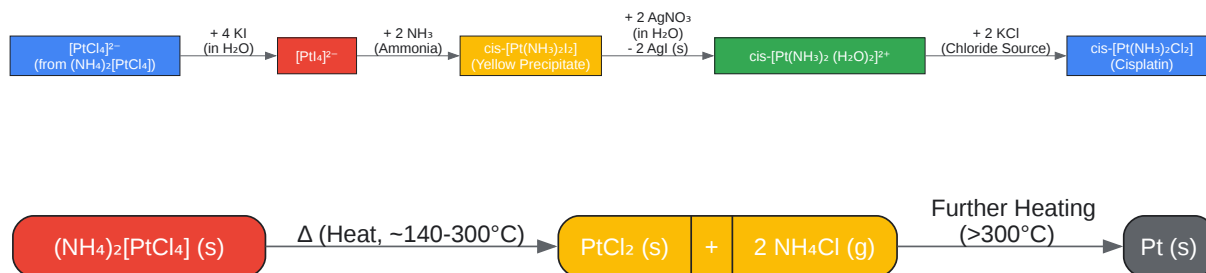 + 4 KI
(in H₂O)
+ 2 NH₃
(Ammonia)
+ 2 AgNO₃
(in H₂O)
- 2 AgI (s)
+ 2 KCl
(Chloride Source)
[PtCl₄]²⁻
(from (NH₄)₂[PtCl₄])
[PtI₄]²⁻
cis-[Pt(NH₃)₂I₂]
(Yellow Precipitate)
cis-[Pt(NH₃)₂ (H₂O)₂]²⁺
cis-[Pt(NH₃)₂Cl₂]
(Cisplatin)
(NH₄)₂[PtCl₄] (s)
Δ (Heat, ~140-300°C)
PtCl₂ (s)
+
2 NH₄Cl (g)
Further Heating
(>300°C)
Pt (s)